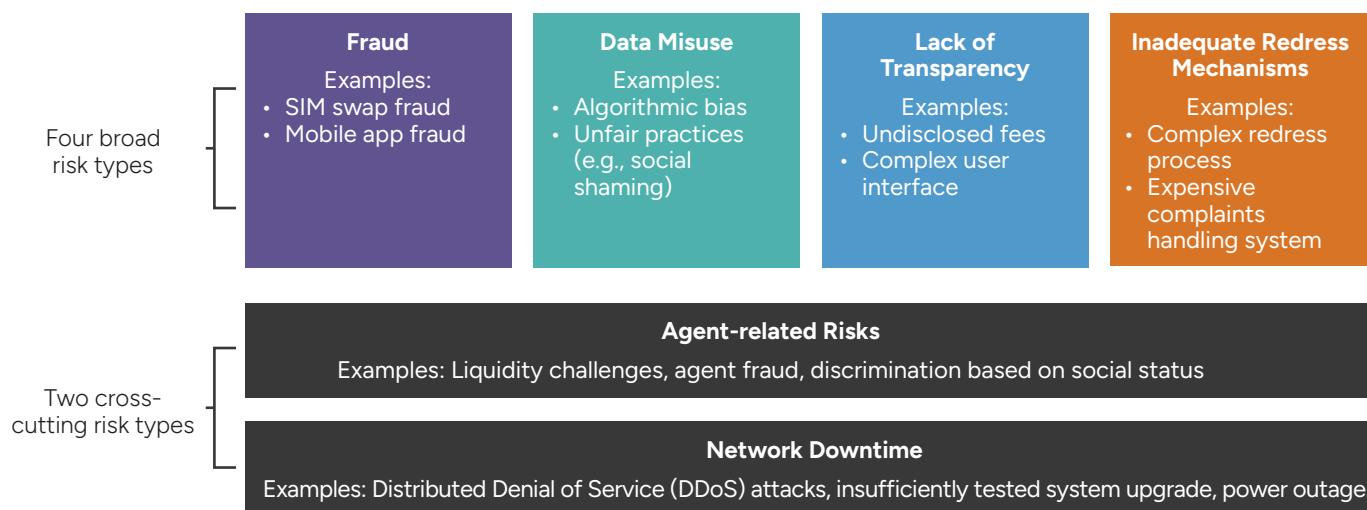 Four broad
risk types
Fraud
Examples:
• SIM swap fraud
• Mobile app fraud
Data Misuse
Examples:
• Algorithmic bias
• Unfair practices
(e.g., social
shaming)
Lack of
Transparency
Examples:
• Undisclosed fees
• Complex user
interface
Inadequate Redress
Mechanisms
Examples:
• Complex redress
process
• Expensive
complaints
handling system
Two cross-
cutting risk types
Agent-related Risks
Examples: Liquidity challenges, agent fraud, discrimination based on social status
Network Downtime
Examples: Distributed Denial of Service (DDoS) attacks, insufficiently tested system upgrade, power outage